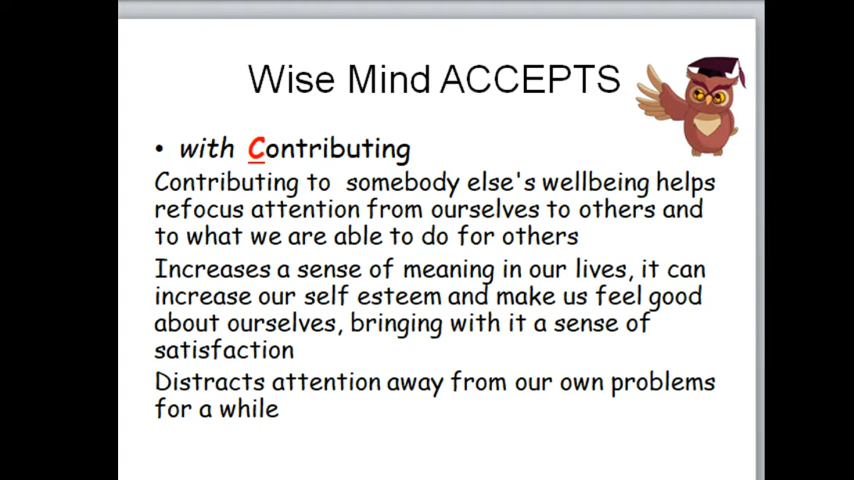 Wise Mind ACCEPTS
• with Contributing
Contributing to somebody else's wellbeing helps
refocus attention from ourselves to others and
to what we are able to do for others
Increases a sense of meaning in our lives, it can
increase our self esteem and make us feel good
about ourselves, bringing with it a sense of
satisfaction
Distracts attention away from our own problems
for a while